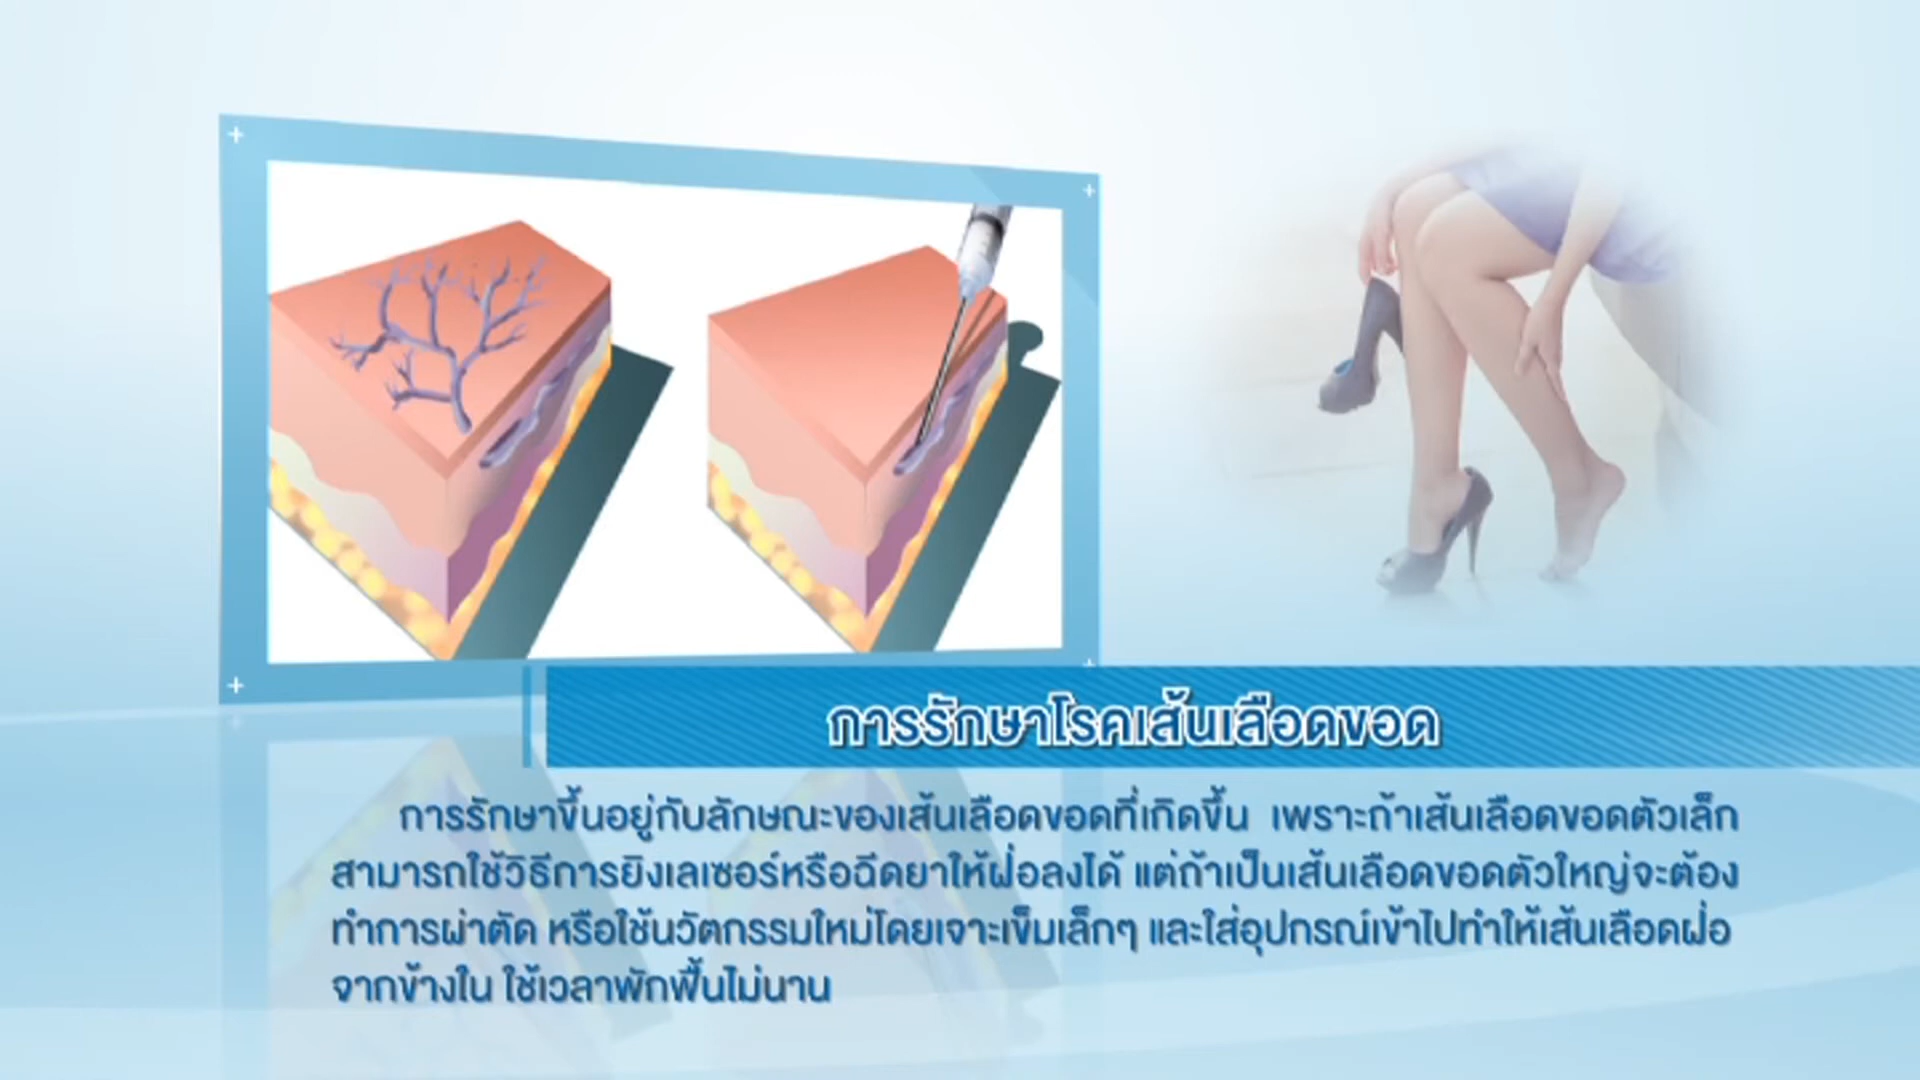 การรักษาโรคเส้นเลือดขอด
การรักษาขึ้นอยู่กับลักษณะของเส้นเลือดขอดที่เกิดขึ้น เพราะถ้าเส้นเลือดขอดตัวเล็ก
สามารถใช้วิธีการยิงเลเซอร์หรือฉีดยาให้ฝ่อลงได้ แต่ถ้าเป็นเส้นเลือดขอดตัวใหญ่จะต้อง
ทำการผ่าตัด หรือใช้นวัตกรรมใหม่โดยเจาะเข็มเล็กๆ และใส่อุปกรณ์เข้าไปทำให้เส้นเลือดฝ่อ
จากข้างใน ใช้เวลาพักฟื้นไม่นาน